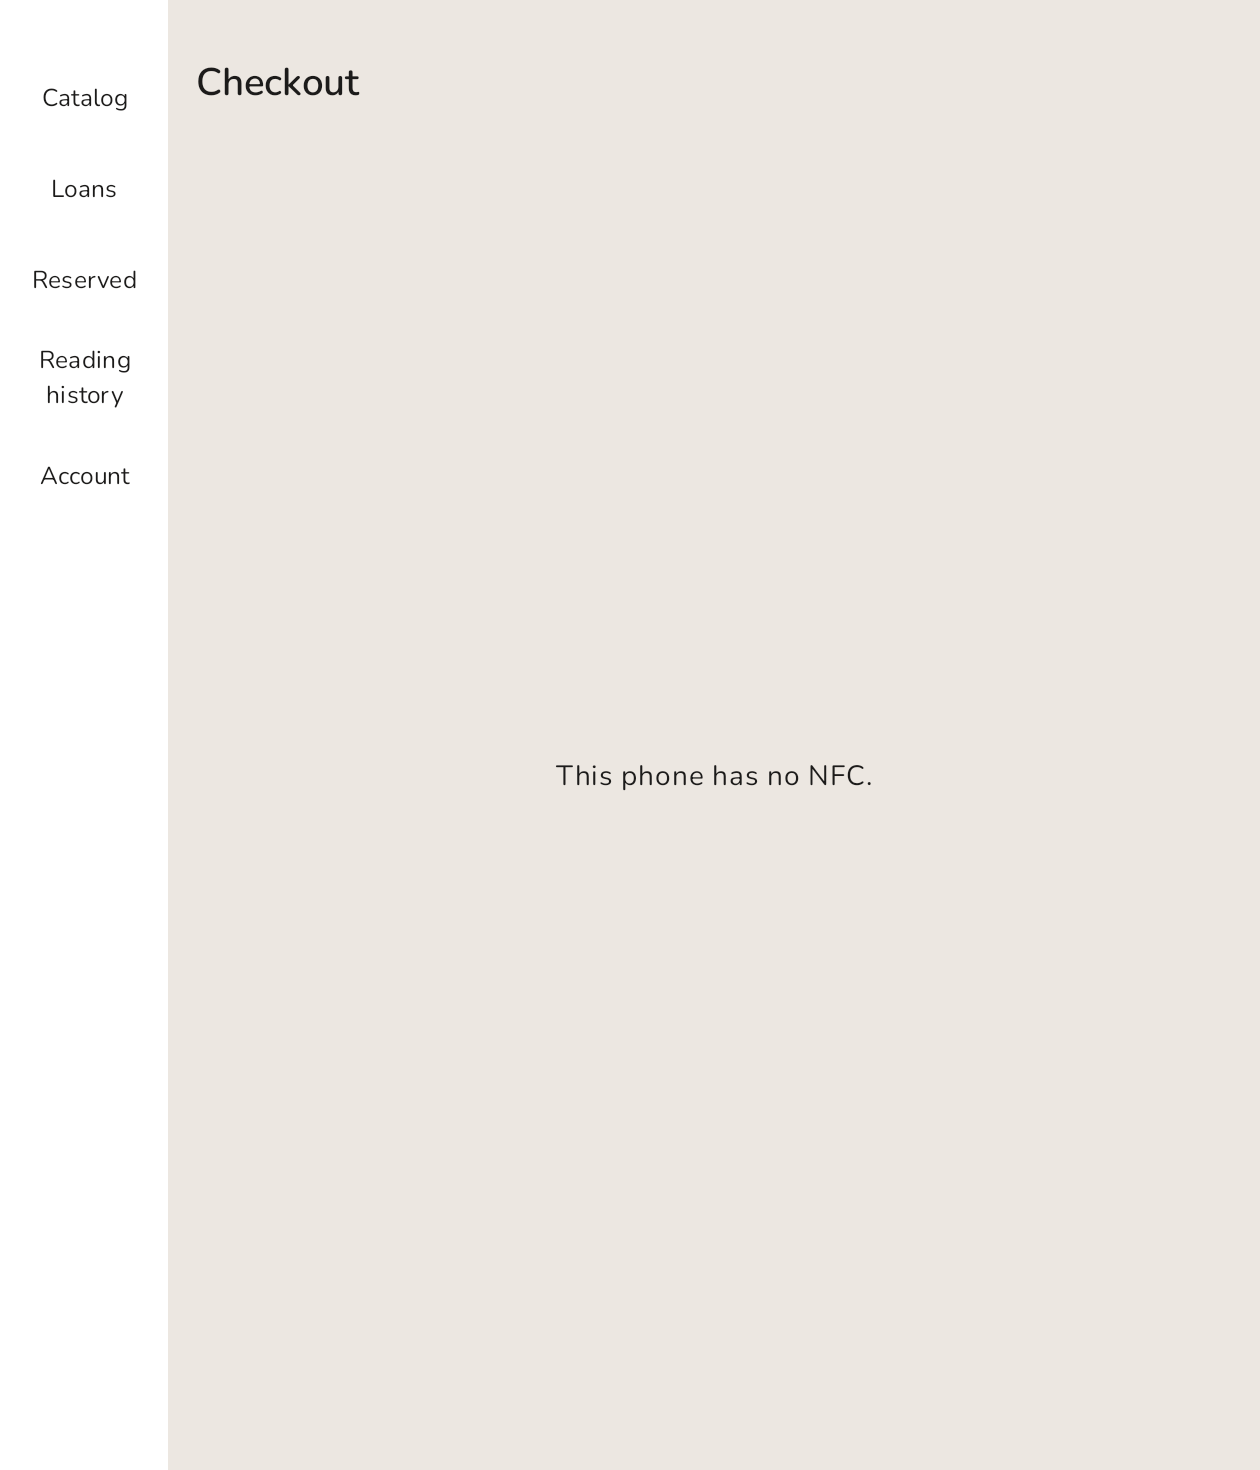 Catalog
Loans
Reserved
Reading
history
Account
Checkout
This phone has no NFC.